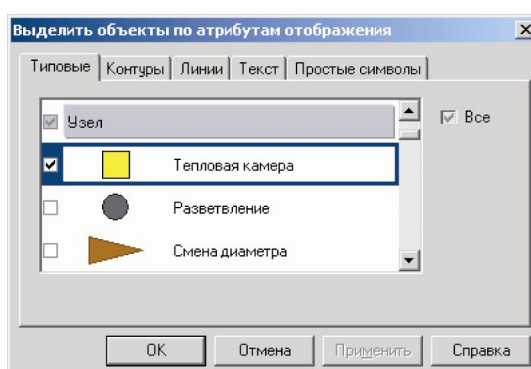 Выделить объекты по атрибутам отображения
Типовые Контуры Линии Текст Простые символы
Узел
Все
Тепловая камера
Разветвление
Смена диаметра
ОК Отмена Применить Справка